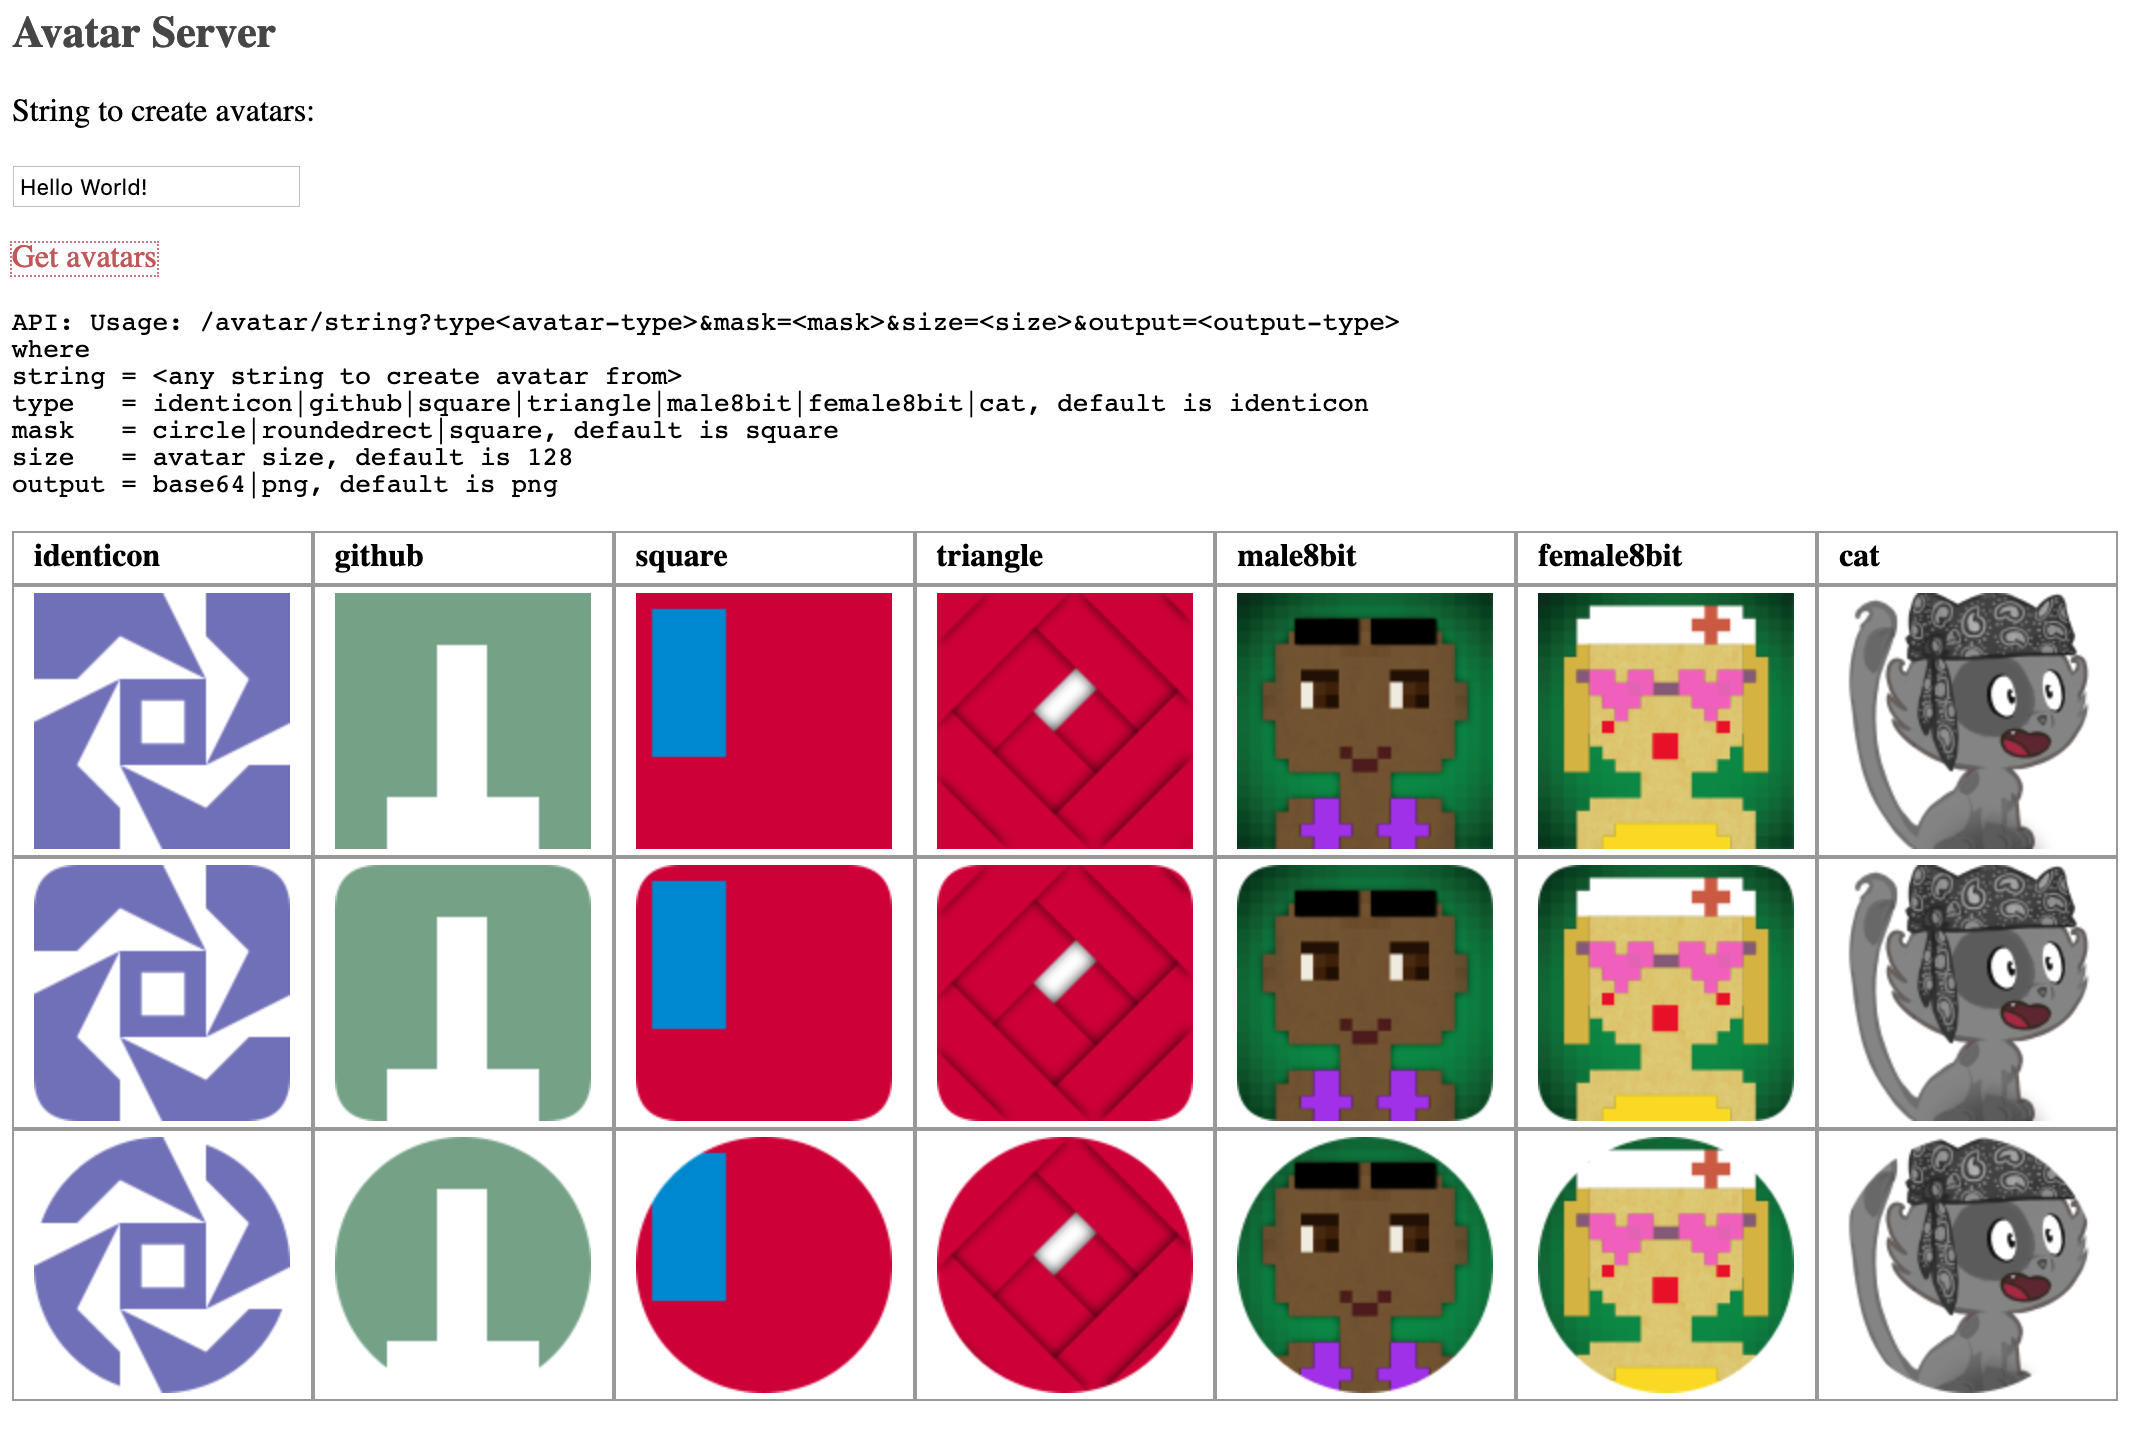 Avatar Server
String to create avatars:
Hello World!
Get avatars
API: Usage: /avatar/string?type<avatar-type>&mask=<mask>&size=<size>&output=<output-type>
where
string = <any string to create avatar from>
type   = identicon|github|square|triangle|male8bit|female8bit|cat, default is identicon
mask   = circle|roundedrect|square, default is square
size   = avatar size, default is 128
output = base64|png, default is png
identicon github square triangle male8bit female8bit cat